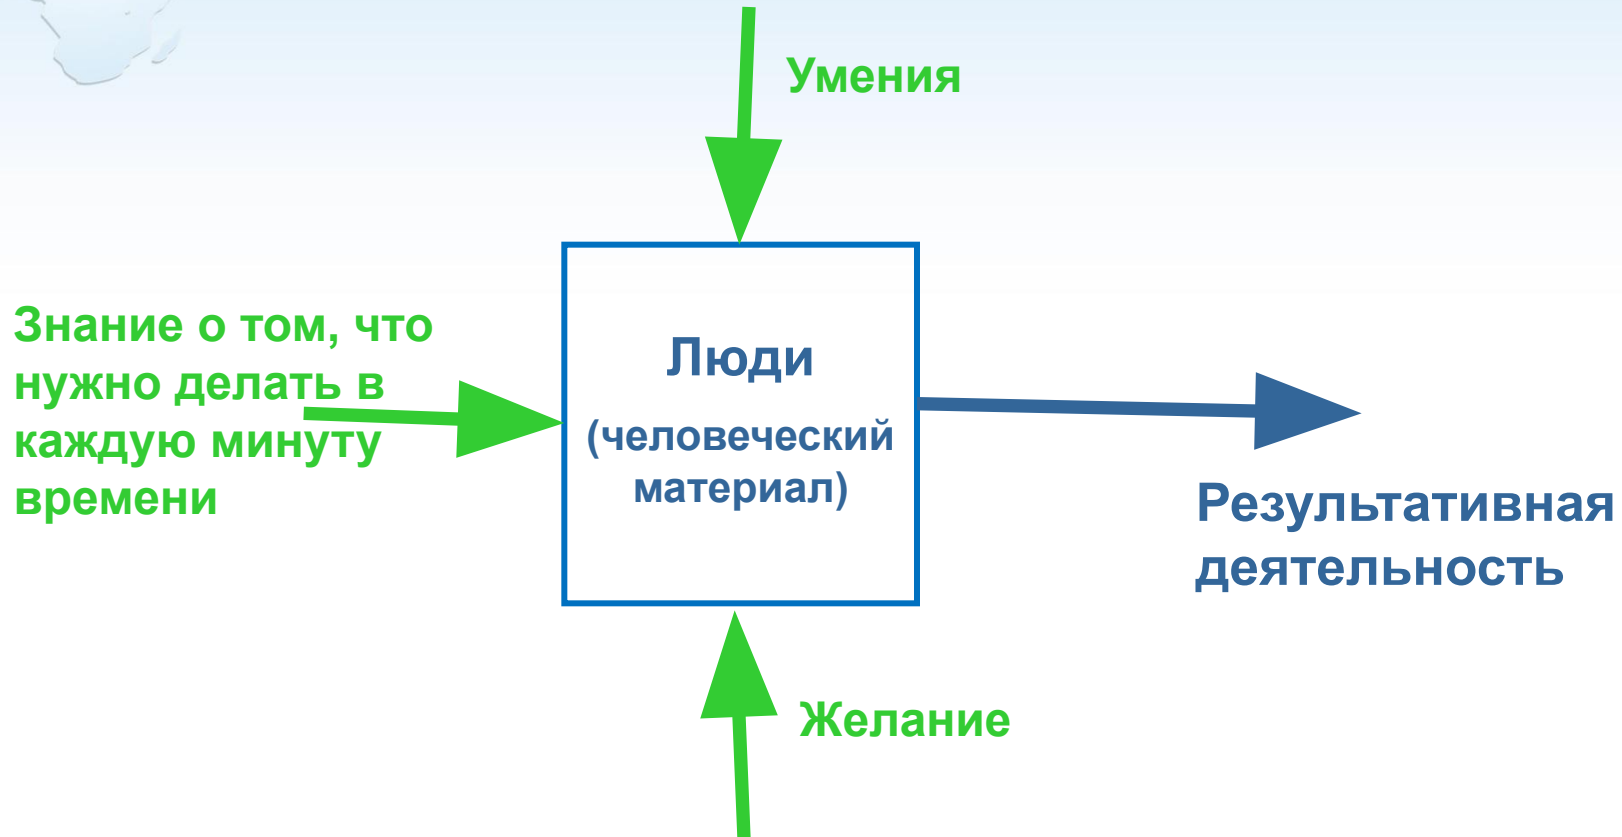 Умения
Знание о том, что
нужно делать в
каждую минуту
времени
Люди
(человеческий
материал)
Результативная
деятельность
Желание